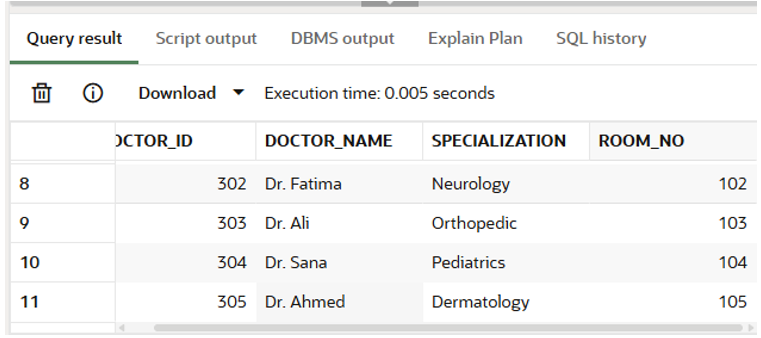 Query result Script output DBMS output Explain Plan SQL history
Download Execution time: 0.005 seconds
OCTOR_ID DOCTOR_NAME SPECIALIZATION ROOM_NO
8 302 Dr. Fatima Neurology 102
9 303 Dr. Ali Orthopedic 103
10 304 Dr. Sana Pediatrics 104
11 305 Dr. Ahmed Dermatology 105